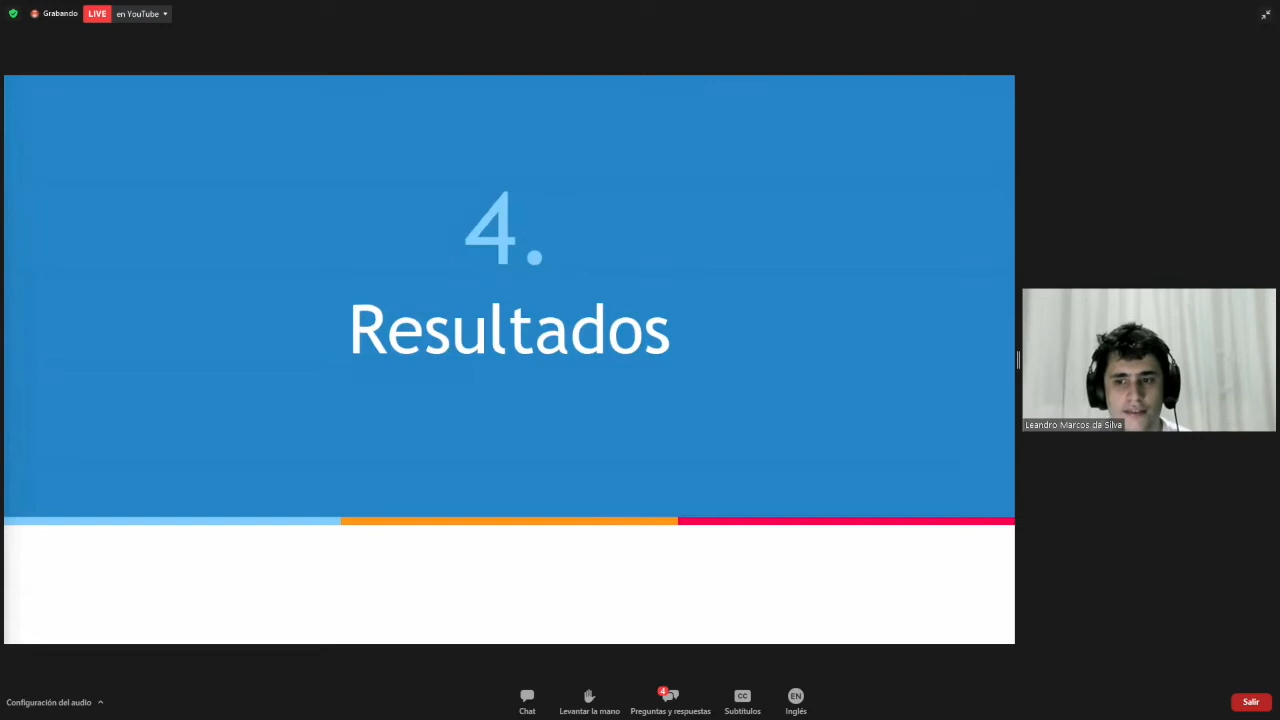 Grabando
LIVE
en YouTube
4.
Resultados
Leandro Marcos da Silva
Configuración del audio
Chat
Levantar la mano
4
Preguntas y respuestas
CC
Subtítulos
EN
Inglés
Salir